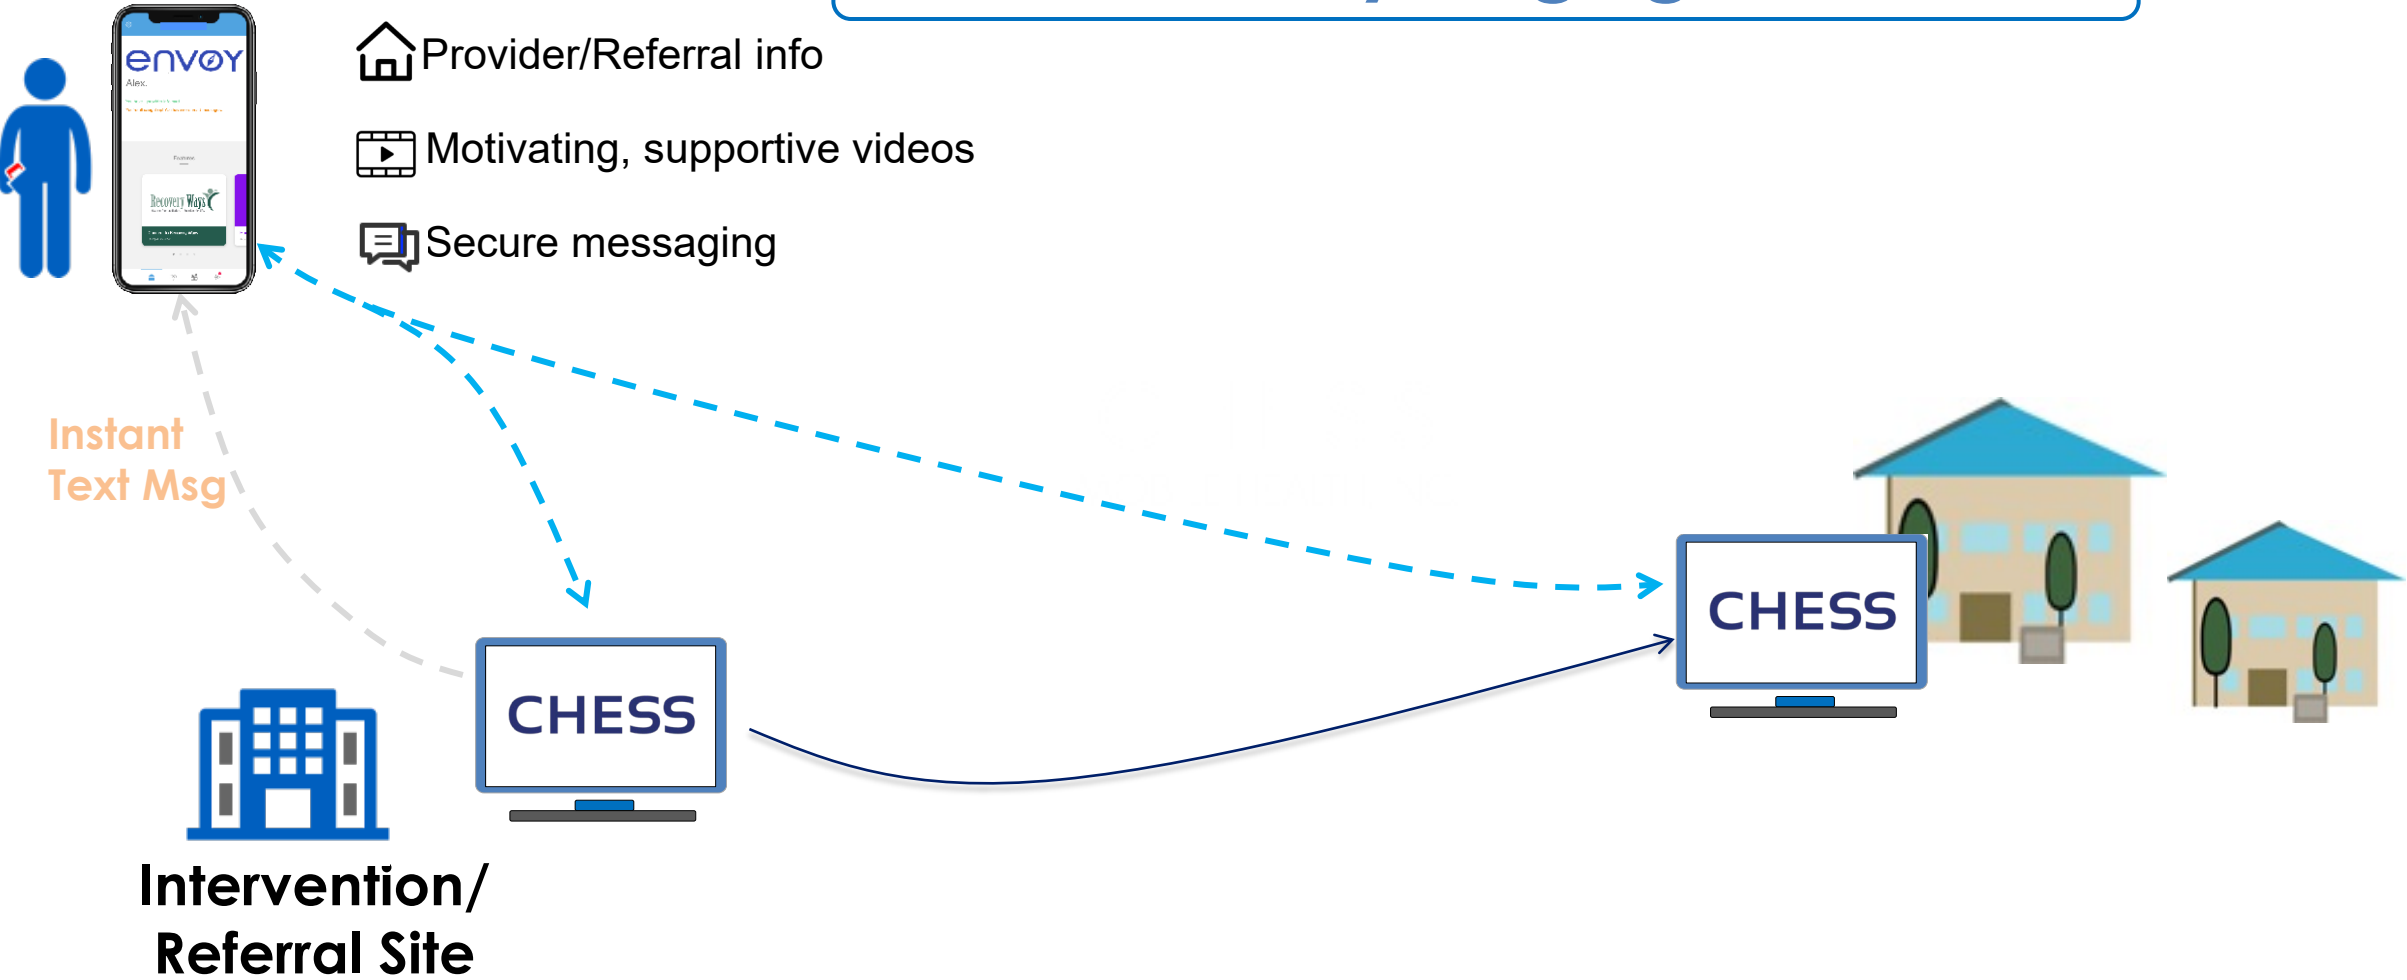 envoy
Alex.
Provider/Referral info
Motivating, supportive videos
Recovery Ways
Secure messaging
Instant
Text Msg
CHESS
CHESS
Intervention/
Referral Site